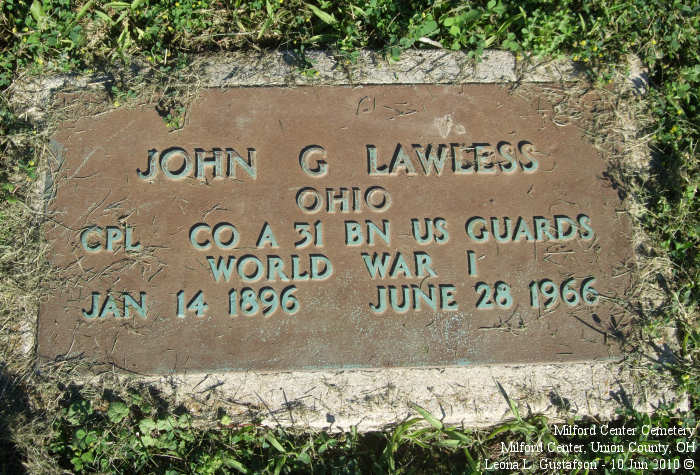 JOHN G LAWLESS
OHIO
CPL CO A 31 BN US GUARDS
WORLD WAR I
JAN 14 1896 JUNE 28 1966
Milford Center Cemetery
Milford Center, Union County, OH
Leona L. Gustafson - 10 Jun 2010 ©